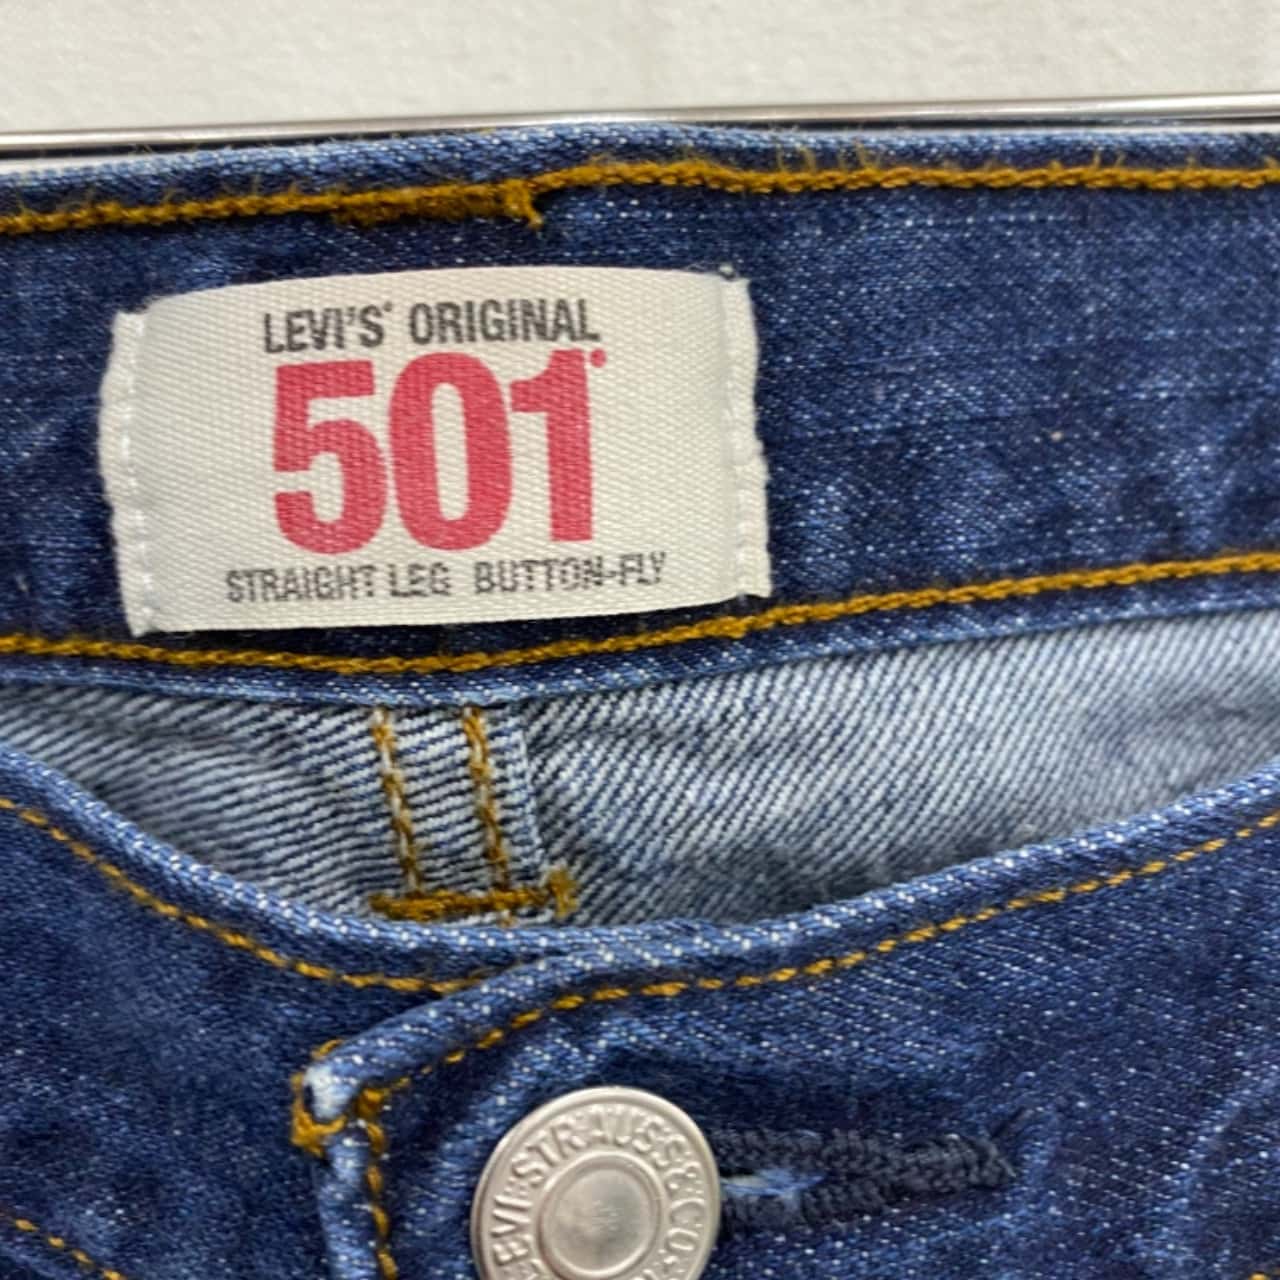 LEVI'S® ORIGINAL
501®
STRAIGHT LEG BUTTON-FLY
LEVI STRAUSS & CO.